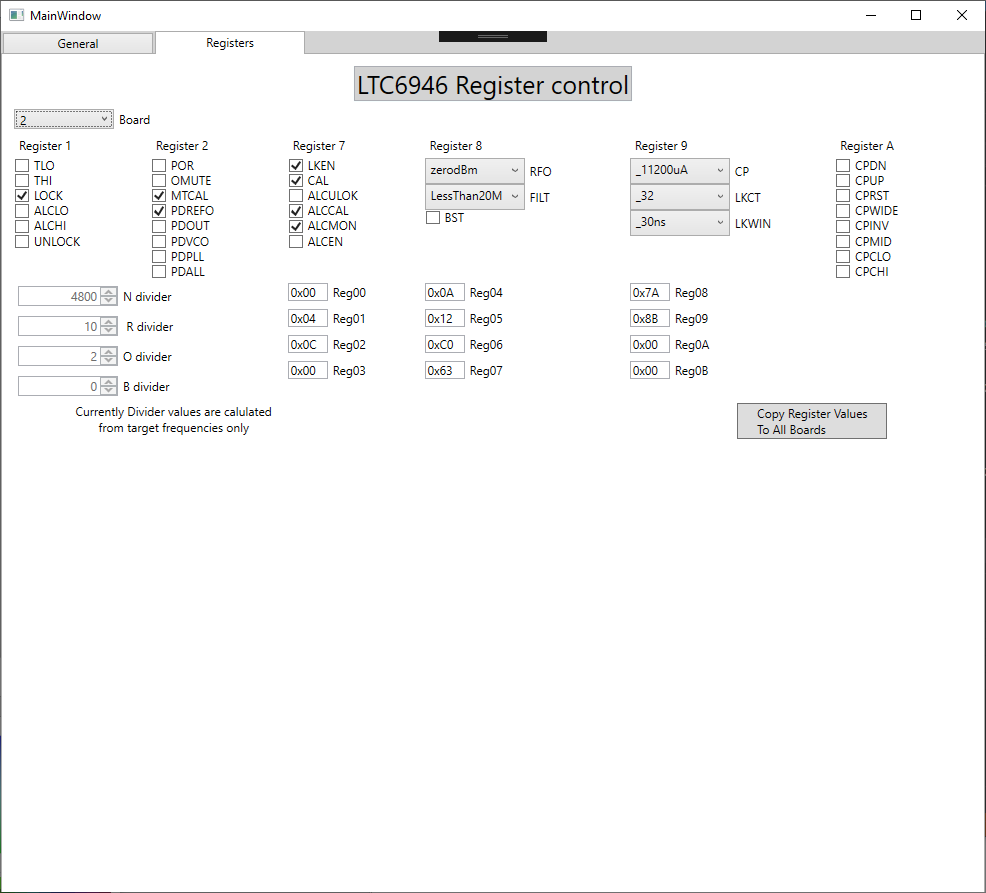 MainWindow
General
Registers
LTC6946 Register control
2 Board
Register 1
TLO
THI
LOCK
ALCLO
ALCHI
UNLOCK
Register 2
POR
OMUTE
MTCAL
PDREFO
PDOUT
PDVCO
PDPLL
PDALL
Register 7
LKEN
CAL
ALCULOK
ALCCAL
ALCMON
ALCEN
Register 8
zerodBm RFO
LessThan20M FILT
BST
Register 9
_11200uA CP
_32 LKCT
_30ns LKWIN
Register A
CPDN
CPUP
CPRST
CPWIDE
CPINV
CPMID
CPCLO
CPCHI
4800 N divider
10 R divider
2 O divider
0 B divider
Currently Divider values are calulated
from target frequencies only
0x00 Reg00
0x04 Reg01
0x0C Reg02
0x00 Reg03
0x0A Reg04
0x12 Reg05
0xC0 Reg06
0x63 Reg07
0x7A Reg08
0x8B Reg09
0x00 Reg0A
0x00 Reg0B
Copy Register Values
To All Boards